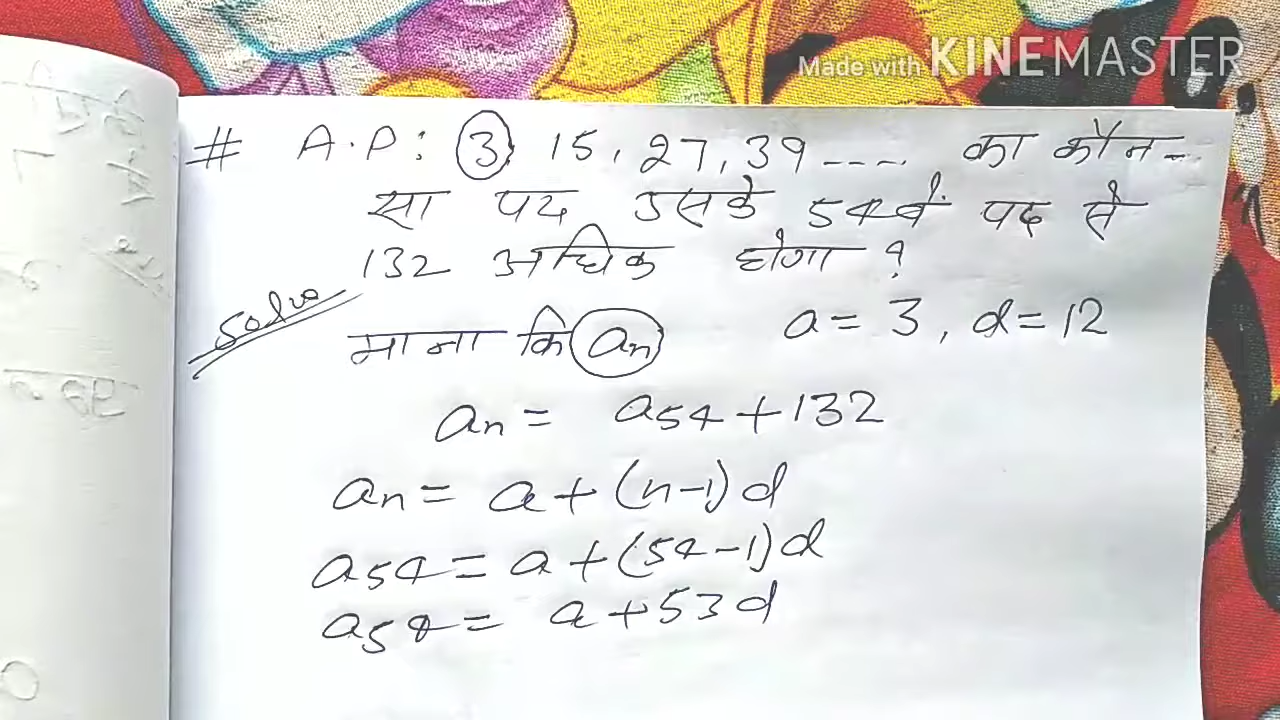 Made with KINEMASTER
# A.P: 3, 15, 27, 39 ---- का कौन-
सा पद उसके 54वें पद से
132 अधिक होगा ?
Solve
माना कि an a = 3, d = 12
an = a54 + 132
an = a + (n-1)d
a54 = a + (54-1)d
a54 = a + 53d